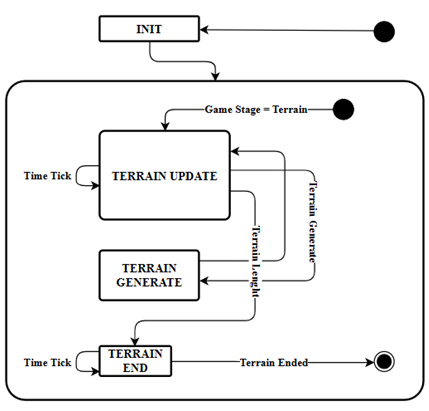 INIT
Game Stage = Terrain
Time Tick
TERRAIN UPDATE
Terrain Generate
Terrain Lenght
TERRAIN
GENERATE
Time Tick
TERRAIN
END
Terrain Ended